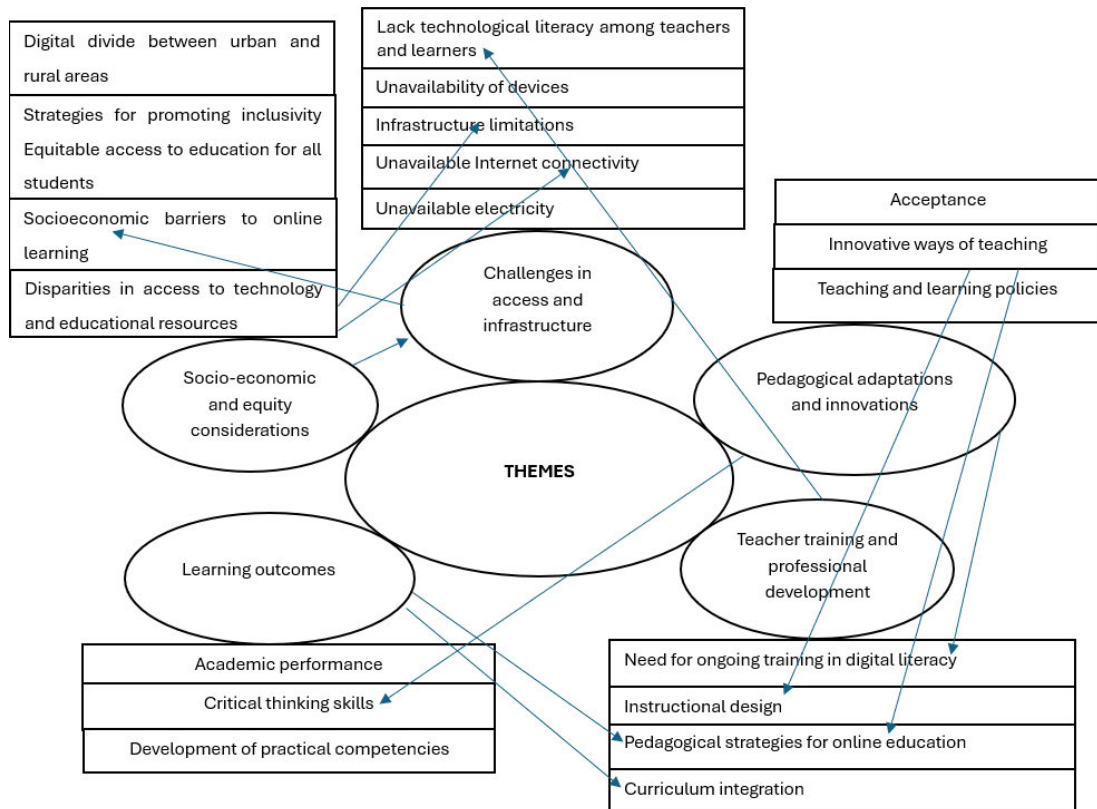 Digital divide between urban and
rural areas
Strategies for promoting inclusivity
Equitable access to education for all
students
Socioeconomic barriers to online
learning
Disparities in access to technology
and educational resources
Lack technological literacy among teachers
and learners
Unavailability of devices
Infrastructure limitations
Unavailable Internet connectivity
Unavailable electricity
Acceptance
Innovative ways of teaching
Teaching and learning policies
Challenges in
access and
infrastructure
Socio-economic
and equity
considerations
Pedagogical adaptations
and innovations
THEMES
Learning outcomes
Teacher training and
professional
development
Academic performance
Critical thinking skills
Development of practical competencies
Need for ongoing training in digital literacy
Instructional design
Pedagogical strategies for online education
Curriculum integration